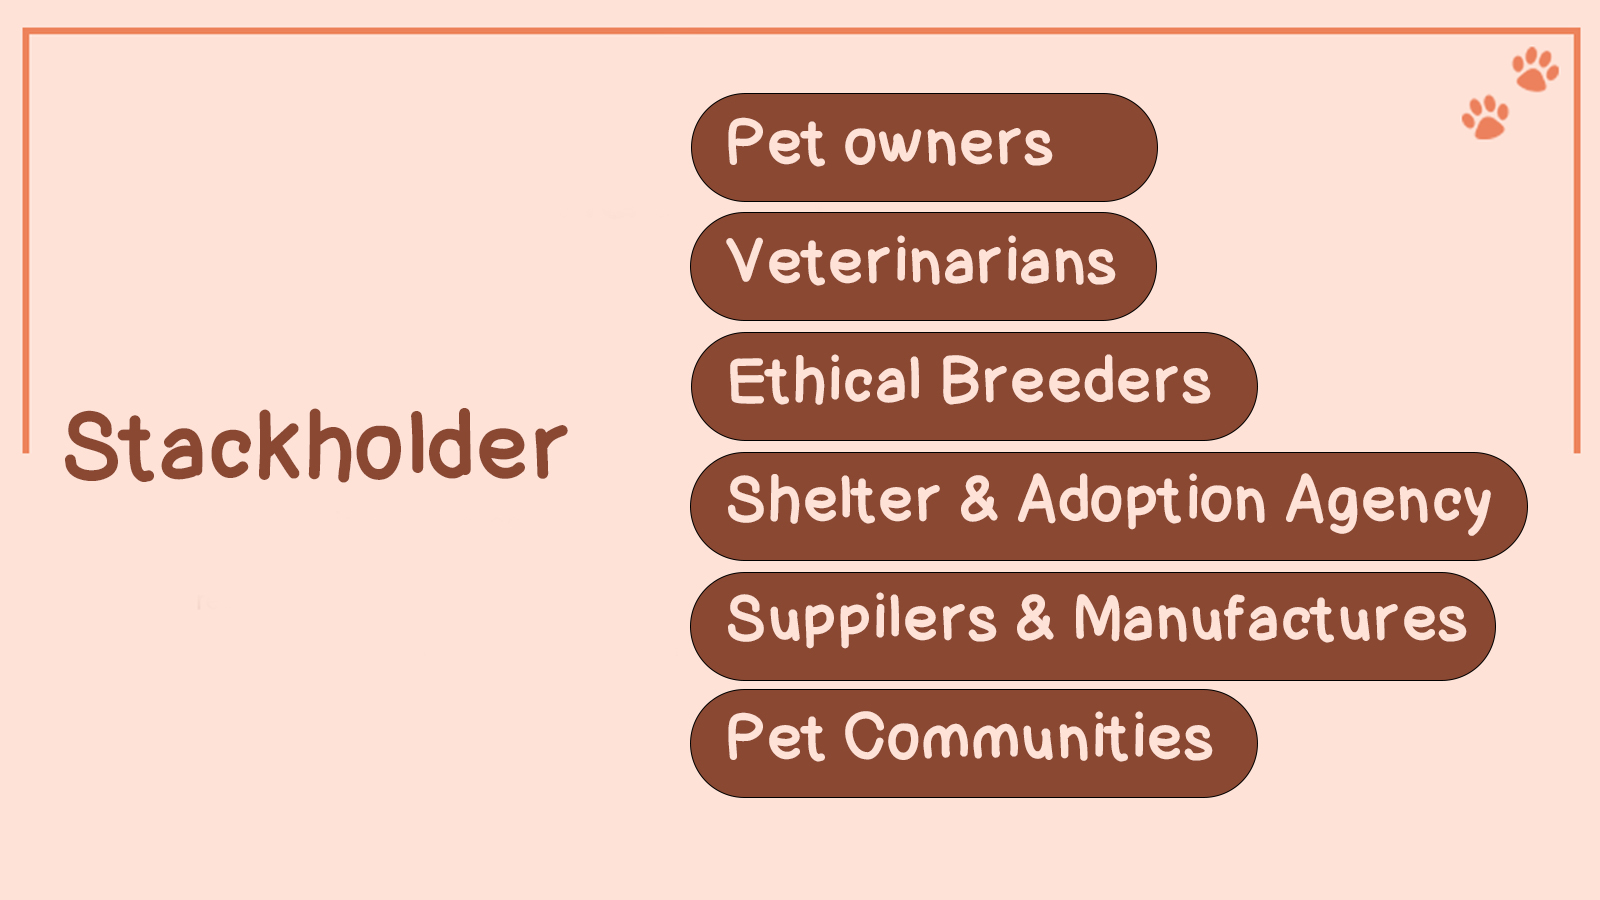 Stackholder
Pet owners
Veterinarians
Ethical Breeders
Shelter & Adoption Agency
Suppilers & Manufactures
Pet Communities